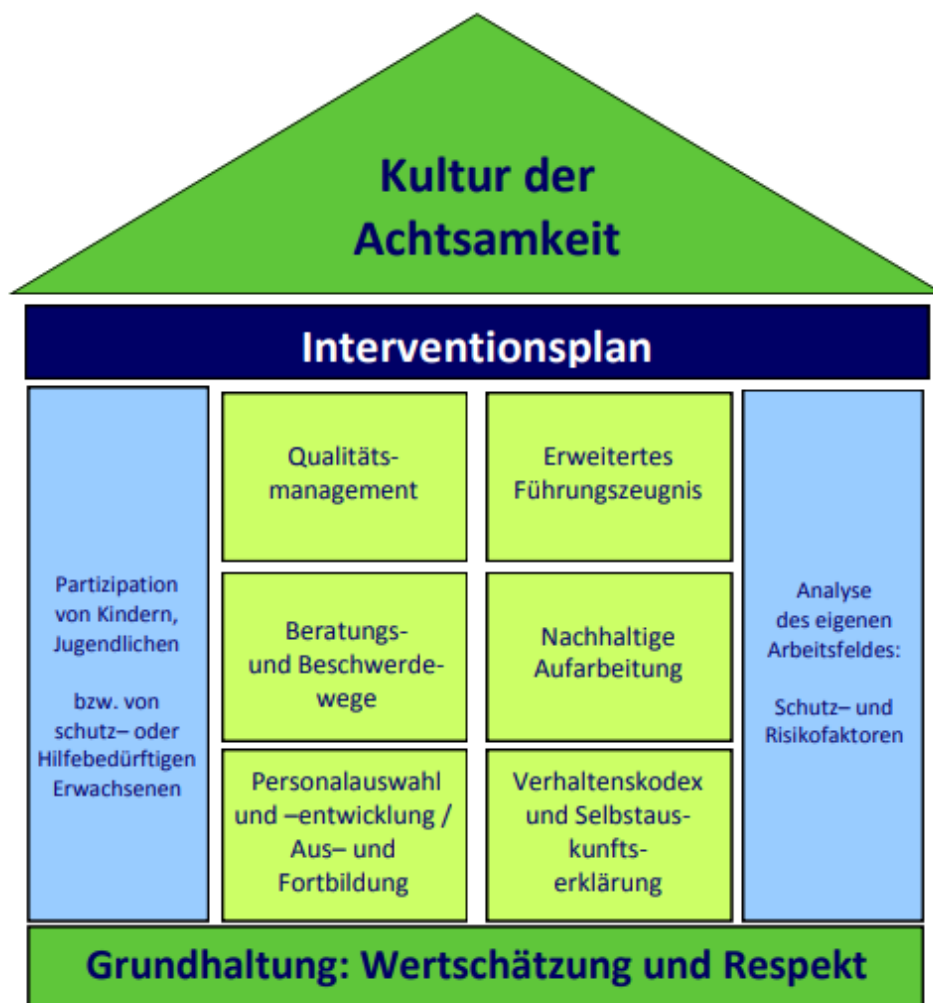 Kultur der
Achtsamkeit
Interventionsplan
Partizipation
von Kindern,
Jugendlichen
bzw. von
schutz– oder
Hilfebedürftigen
Erwachsenen
Qualitäts-
management
Erweitertes
Führungszeugnis
Beratungs-
und Beschwerde-
wege
Nachhaltige
Aufarbeitung
Personalauswahl
und –entwicklung /
Aus– und
Fortbildung
Verhaltenskodex
und Selbstaus-
kunfts-
erklärung
Analyse
des eigenen
Arbeitsfeldes:
Schutz– und
Risikofaktoren
Grundhaltung: Wertschätzung und Respekt